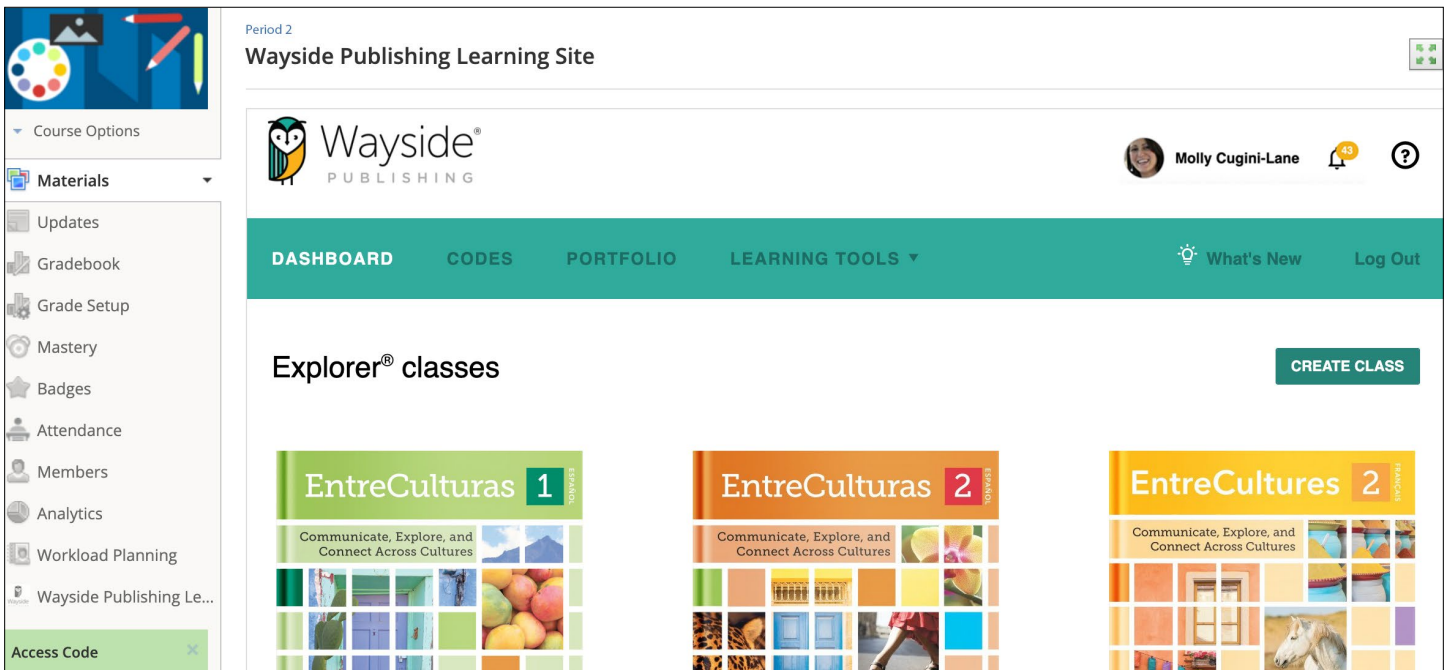 Period 2
Wayside Publishing Learning Site
Course Options
Materials
Updates
Gradebook
Grade Setup
Mastery
Badges
Attendance
Members
Analytics
Workload Planning
Wayside Publishing Le...
Access Code
Wayside®
PUBLISHING
Molly Cugini-Lane
43
?
DASHBOARD CODES PORTFOLIO LEARNING TOOLS ▼ What's New Log Out
Explorer® classes
CREATE CLASS
EntreCulturas 1 ESPAÑOL
Communicate, Explore, and
Connect Across Cultures
EntreCulturas 2 ESPAÑOL
Communicate, Explore, and
Connect Across Cultures
EntreCultures 2 FRANÇAIS
Communicate, Explore, and
Connect Across Cultures